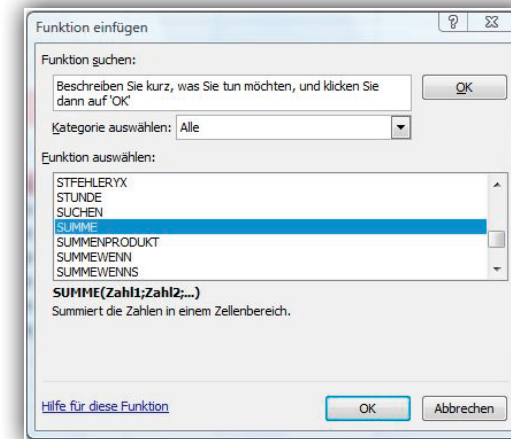 Funktion einfügen
Funktion suchen:
Beschreiben Sie kurz, was Sie tun möchten, und klicken Sie
dann auf 'OK'
OK
Kategorie auswählen: Alle
Funktion auswählen:
STFEHLERYX
STUNDE
SUCHEN
SUMME
SUMMENPRODUKT
SUMMEWENN
SUMMEWENNS
SUMME(Zahl1;Zahl2;...)
Summiert die Zahlen in einem Zellenbereich.
Hilfe für diese Funktion
OK
Abbrechen